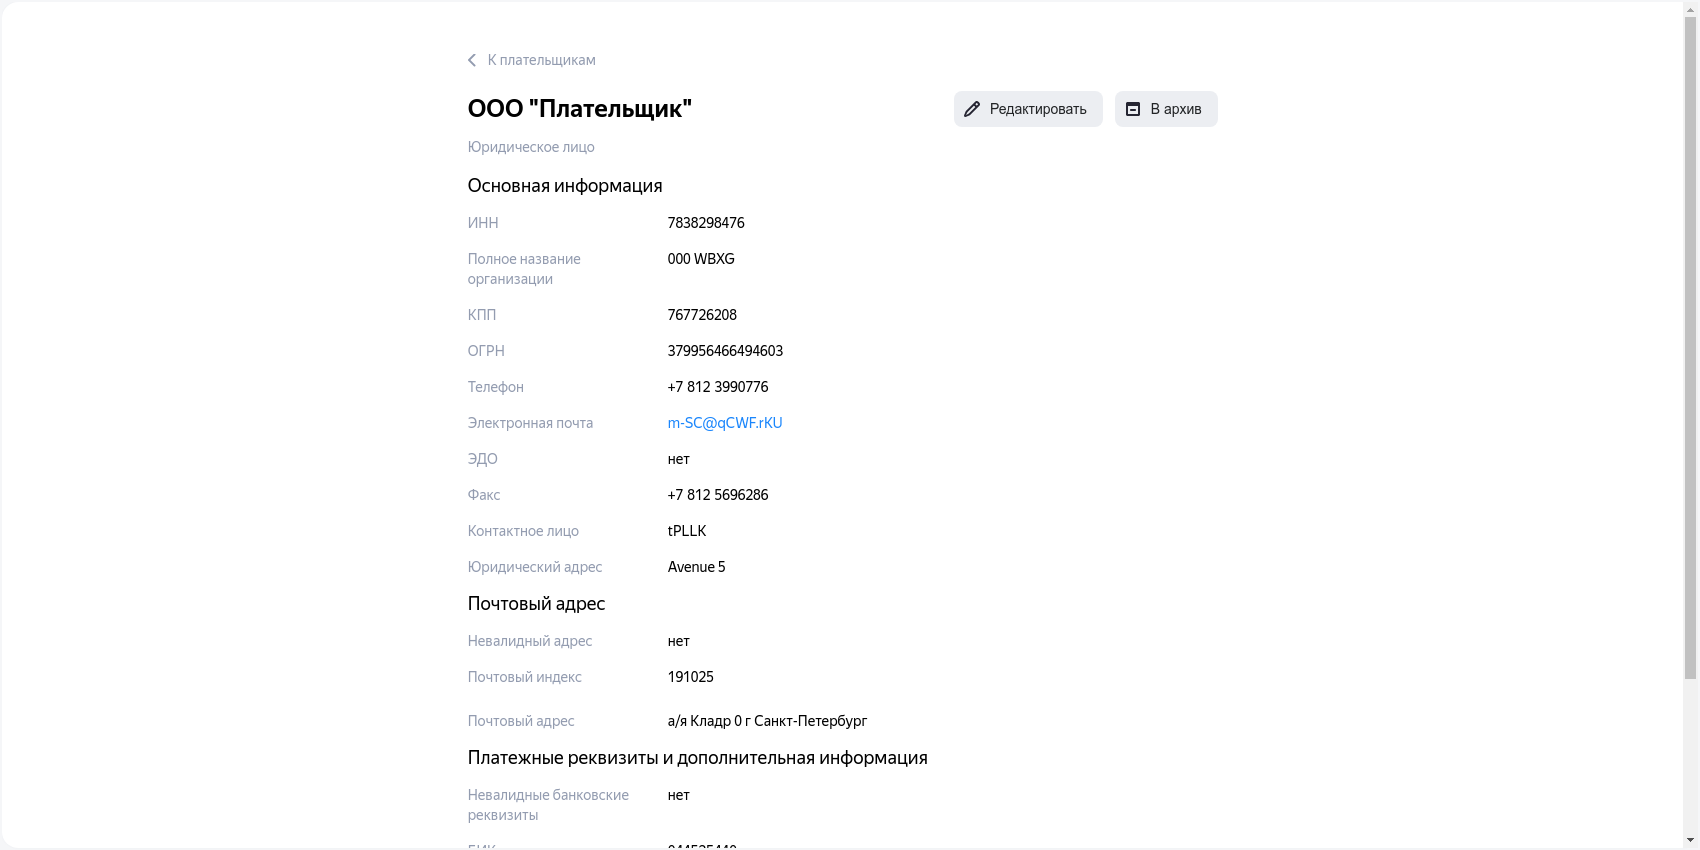 К плательщикам
ООО "Плательщик"
Редактировать
В архив
Юридическое лицо
Основная информация
ИНН 7838298476
Полное название 000 WBXG
организации
КПП 767726208
ОГРН 379956466494603
Телефон +7 812 3990776
Электронная почта m-SC@qCWF.rKU
ЭДО нет
Факс +7 812 5696286
Контактное лицо tPLLK
Юридический адрес Avenue 5
Почтовый адрес
Невалидный адрес нет
Почтовый индекс 191025
Почтовый адрес а/я Кладр 0 г Санкт-Петербург
Платежные реквизиты и дополнительная информация
Невалидные банковские нет
реквизиты